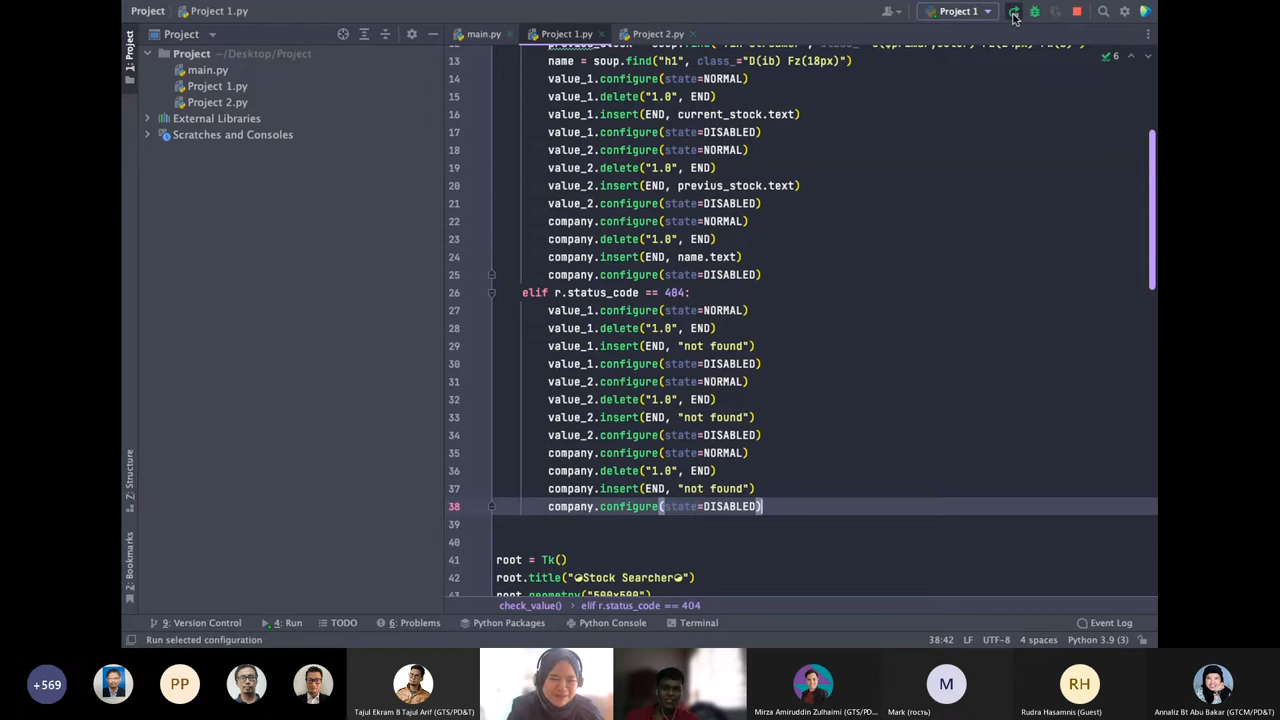 Project
Project 1.py
Project 1
Project
main.py
Project 1.py
Project 2.py
1: Project
Project ~/Desktop/Project
main.py
Project 1.py
Project 2.py
External Libraries
Scratches and Consoles
6
13 name = soup.find("h1", class_="D(ib) Fz(18px)")
14 value_1.configure(state=NORMAL)
15 value_1.delete("1.0", END)
16 value_1.insert(END, current_stock.text)
17 value_1.configure(state=DISABLED)
18 value_2.configure(state=NORMAL)
19 value_2.delete("1.0", END)
20 value_2.insert(END, previus_stock.text)
21 value_2.configure(state=DISABLED)
22 company.configure(state=NORMAL)
23 company.delete("1.0", END)
24 company.insert(END, name.text)
25 company.configure(state=DISABLED)
26 elif r.status_code == 404:
27 value_1.configure(state=NORMAL)
28 value_1.delete("1.0", END)
29 value_1.insert(END, "not found")
30 value_1.configure(state=DISABLED)
31 value_2.configure(state=NORMAL)
32 value_2.delete("1.0", END)
33 value_2.insert(END, "not found")
34 value_2.configure(state=DISABLED)
35 company.configure(state=NORMAL)
36 company.delete("1.0", END)
37 company.insert(END, "not found")
38 company.configure(state=DISABLED)
39
40
41 root = Tk()
42 root.title("Stock Searcher")
43 root.geometry("500x500")
7: Structure
2: Bookmarks
check_value()
elif r.status_code == 404
9: Version Control
4: Run
TODO
6: Problems
Python Packages
Python Console
Terminal
Event Log
Run selected configuration
38:42 LF UTF-8 4 spaces Python 3.9 (3)
+569
PP
Tajul Ekram B Tajul Arif (GTS/PD&T)
Mirza Amiruddin Zulhaimi (GTS/PD&...
M
Mark (гость)
RH
Rudra Hasamnis (Guest)
Annaliz Bt Abu Bakar (GTCM/PD&T)